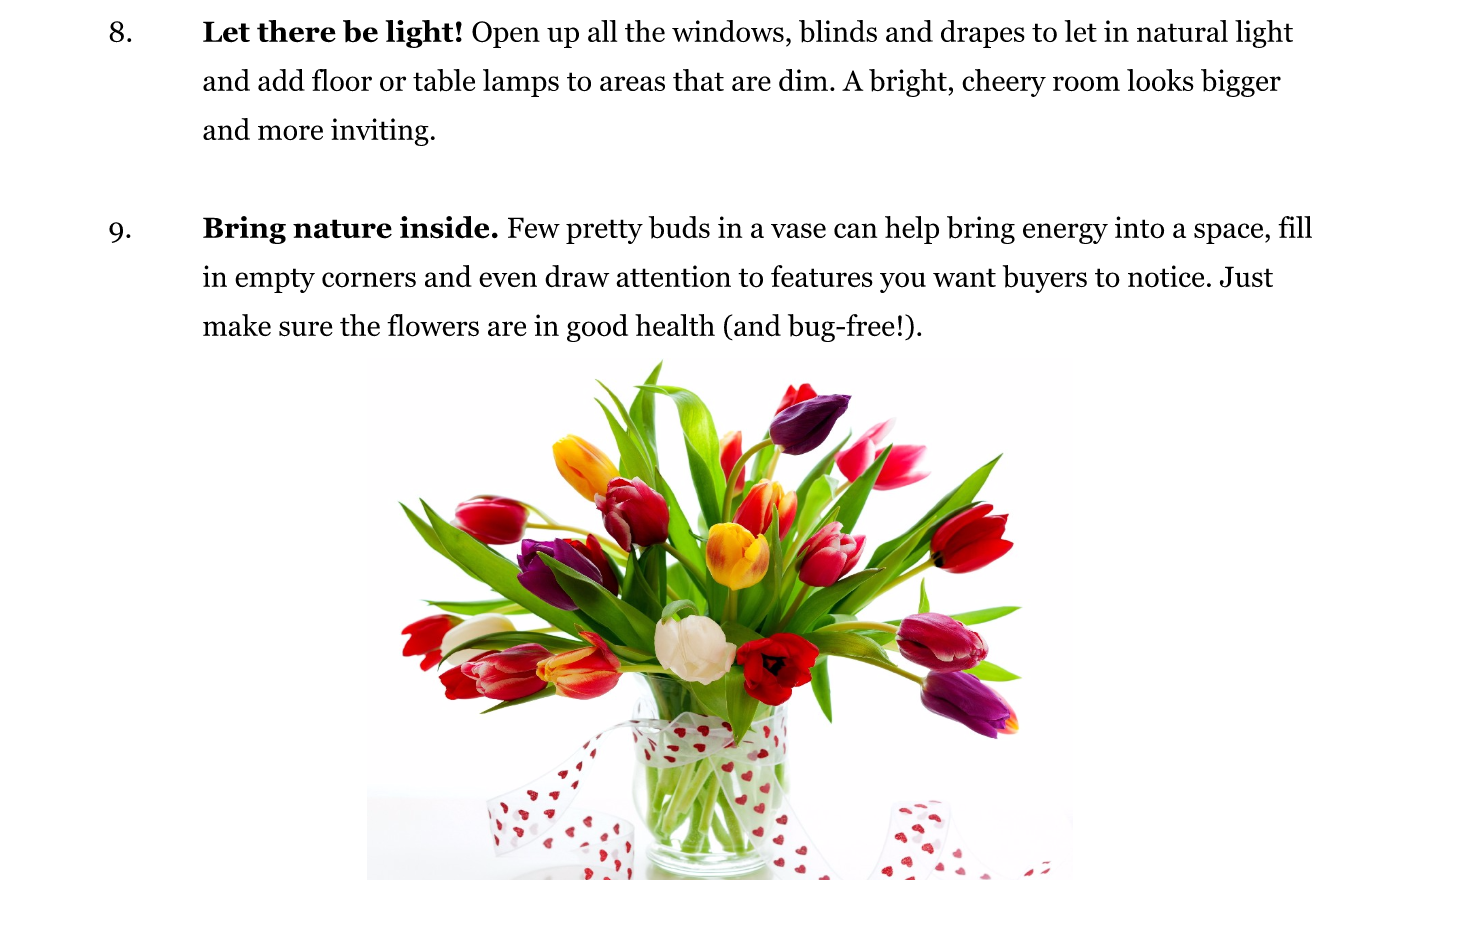 8. Let there be light! Open up all the windows, blinds and drapes to let in natural light
and add floor or table lamps to areas that are dim. A bright, cheery room looks bigger
and more inviting.
9. Bring nature inside. Few pretty buds in a vase can help bring energy into a space, fill
in empty corners and even draw attention to features you want buyers to notice. Just
make sure the flowers are in good health (and bug-free!).